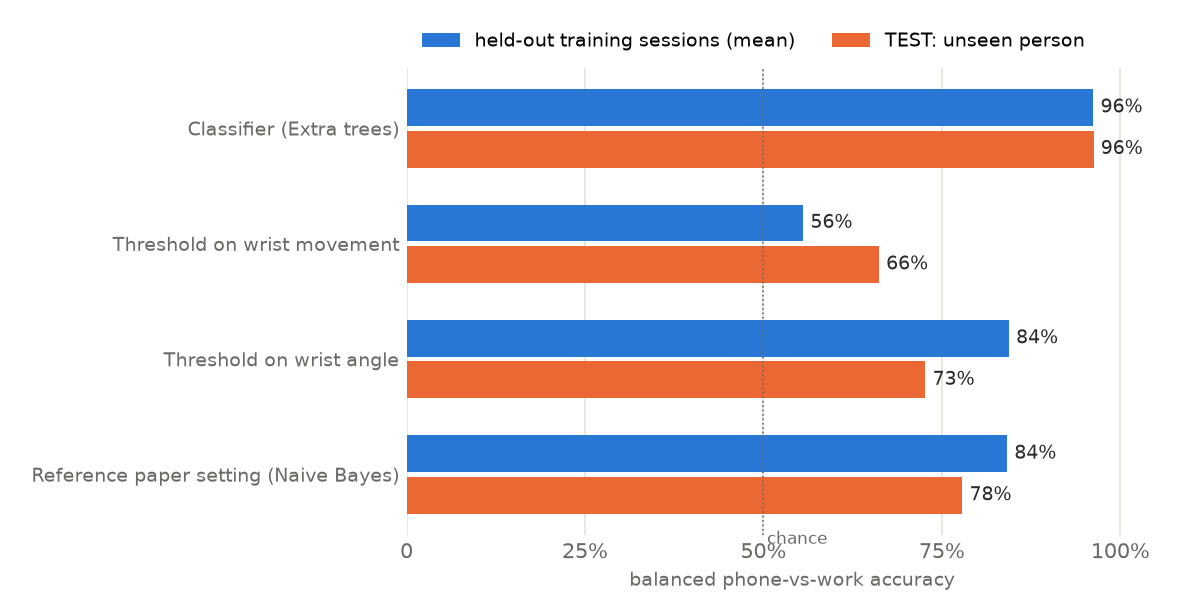 held-out training sessions (mean) TEST: unseen person
Classifier (Extra trees) 96%
96%
Threshold on wrist movement 56%
66%
Threshold on wrist angle 84%
73%
Reference paper setting (Naive Bayes) 84%
78%
chance
0 25% 50% 75% 100%
balanced phone-vs-work accuracy